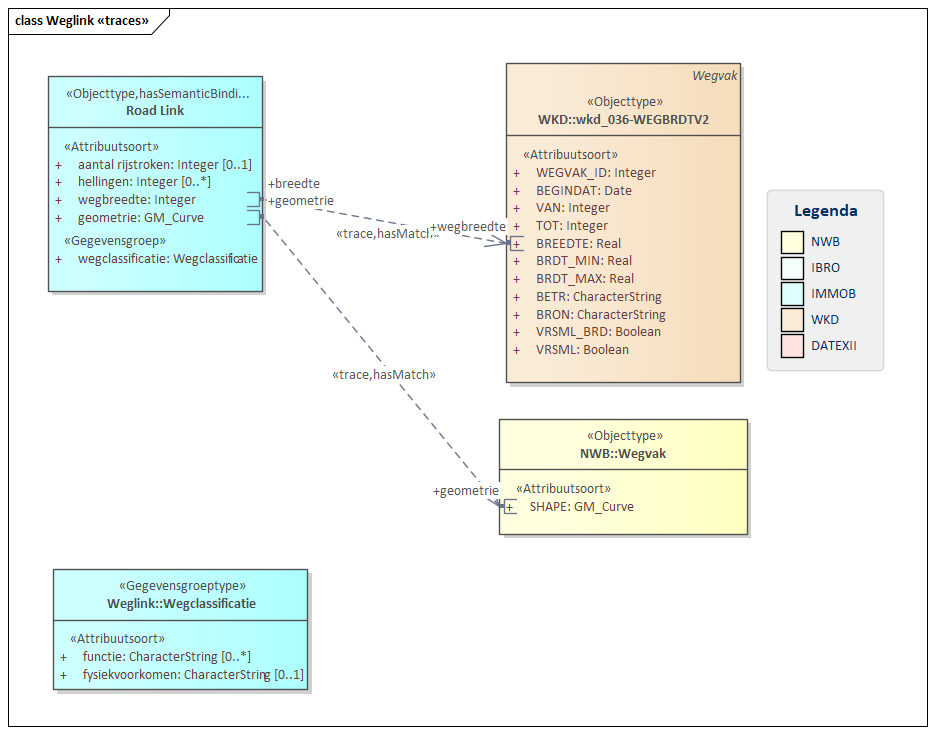 class Weglink «traces»
«Objecttype,hasSemanticBindi...
Road Link
«Attribuutsoort»
+ aantal rijstroken: Integer [0..1]
+ hellingen: Integer [0..*]
+ wegbreedte: Integer
+ geometrie: GM_Curve
«Gegevensgroep»
+ wegclassificatie: Wegclassificatie
+breedte
+geometrie
«trace,hasMatch»
+wegbreedte
Wegvak
«Objecttype»
WKD::wkd_036-WEGBRDTV2
«Attribuutsoort»
+ WEGVAK_ID: Integer
+ BEGINDAT: Date
+ VAN: Integer
+ TOT: Integer
+ BREEDTE: Real
+ BRDT_MIN: Real
+ BRDT_MAX: Real
+ BETR: CharacterString
+ BRON: CharacterString
+ VRSML_BRD: Boolean
+ VRSML: Boolean
Legenda
NWB
IBRO
IMMOB
WKD
DATEXII
«trace,hasMatch»
+geometrie
«Objecttype»
NWB::Wegvak
«Attribuutsoort»
+ SHAPE: GM_Curve
«Gegevensgroeptype»
Weglink::Wegclassificatie
«Attribuutsoort»
+ functie: CharacterString [0..*]
+ fysiekvoorkomen: CharacterString [0..1]